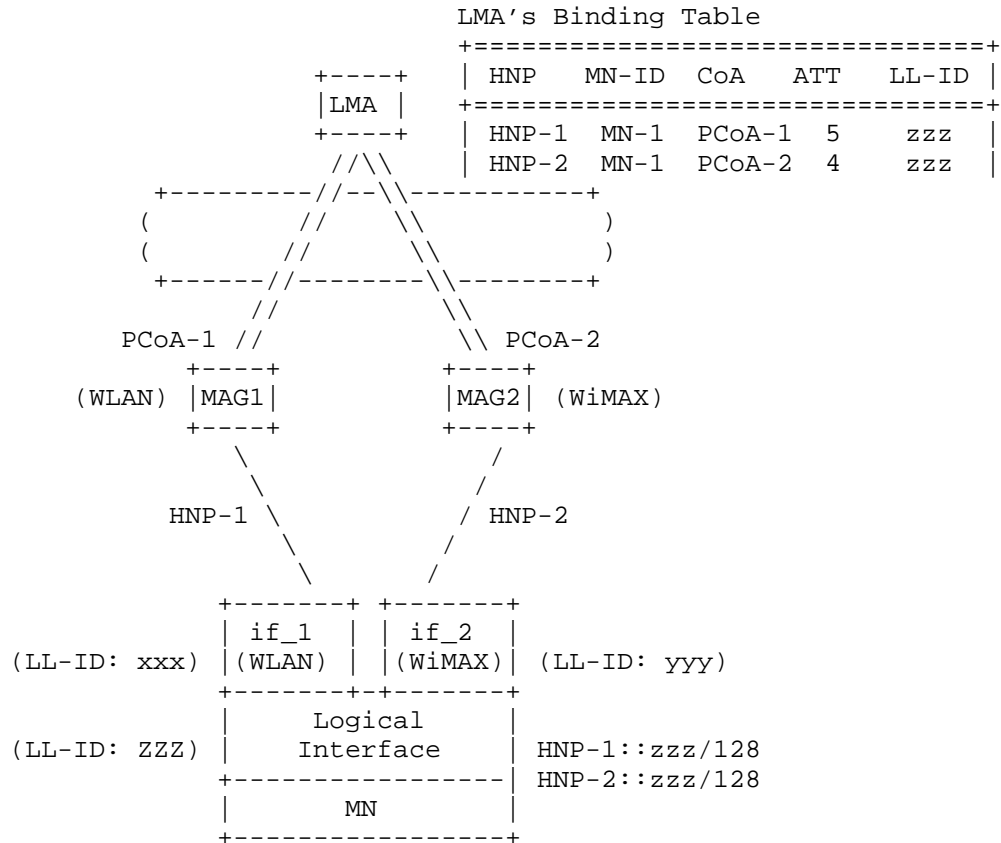 LMA's Binding Table
+================================+
+----+ | HNP MN-ID CoA ATT LL-ID |
|LMA | +================================+
+----+ | HNP-1 MN-1 PCoA-1 5 zzz |
//\\ | HNP-2 MN-1 PCoA-2 4 zzz |
+---------//--\\-----------+
( // \\ )
( // \\ )
+------//--------\\--------+
// \\
PCoA-1 // \\ PCoA-2
+----+ +----+
(WLAN) |MAG1| |MAG2| (WiMAX)
+----+ +----+
\ /
\ /
HNP-1 \ / HNP-2
\ /
\ /
+-------+ +-------+
| if_1 | | if_2 |
(LL-ID: xxx) |(WLAN) | |(WiMAX)| (LL-ID: yyy)
+-------+-+-------+
| Logical |
(LL-ID: ZZZ) | Interface | HNP-1::zzz/128
+-----------------| HNP-2::zzz/128
| MN |
+-----------------+